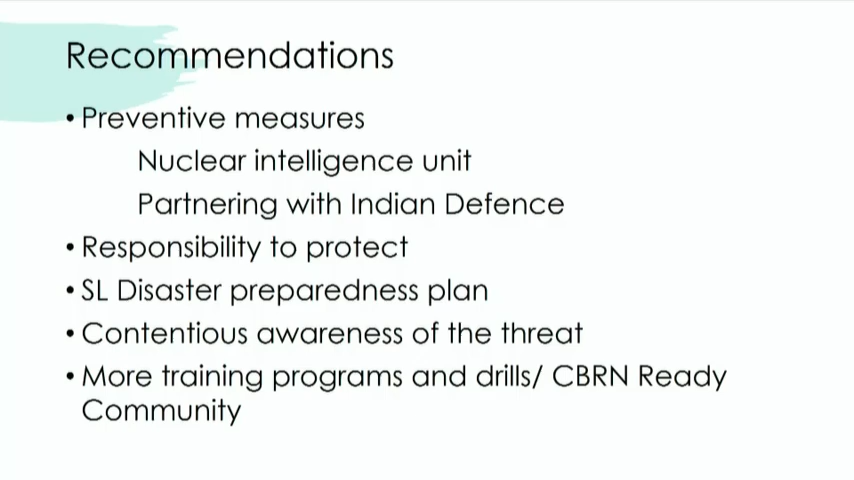 Recommendations
• Preventive measures
Nuclear intelligence unit
Partnering with Indian Defence
• Responsibility to protect
• SL Disaster preparedness plan
• Contentious awareness of the threat
• More training programs and drills/ CBRN Ready
Community